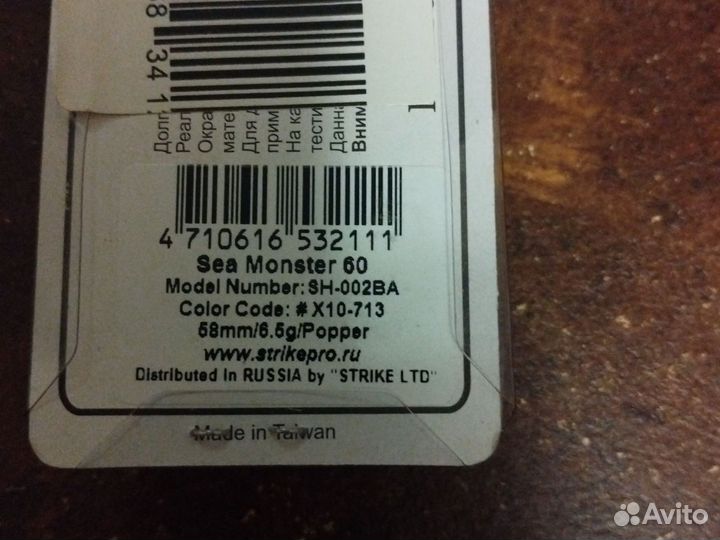 8 34 1
Долг
Реал
Окра
мате
Для д
прим
На ка
тести
Данна
Вним
4 710616 532111
Sea Monster 60
Model Number: SH-002BA
Color Code: # X10-713
58mm/6.5g/Popper
www.strikepro.ru
Distributed in RUSSIA by "STRIKE LTD"
Made in Taiwan
Avito